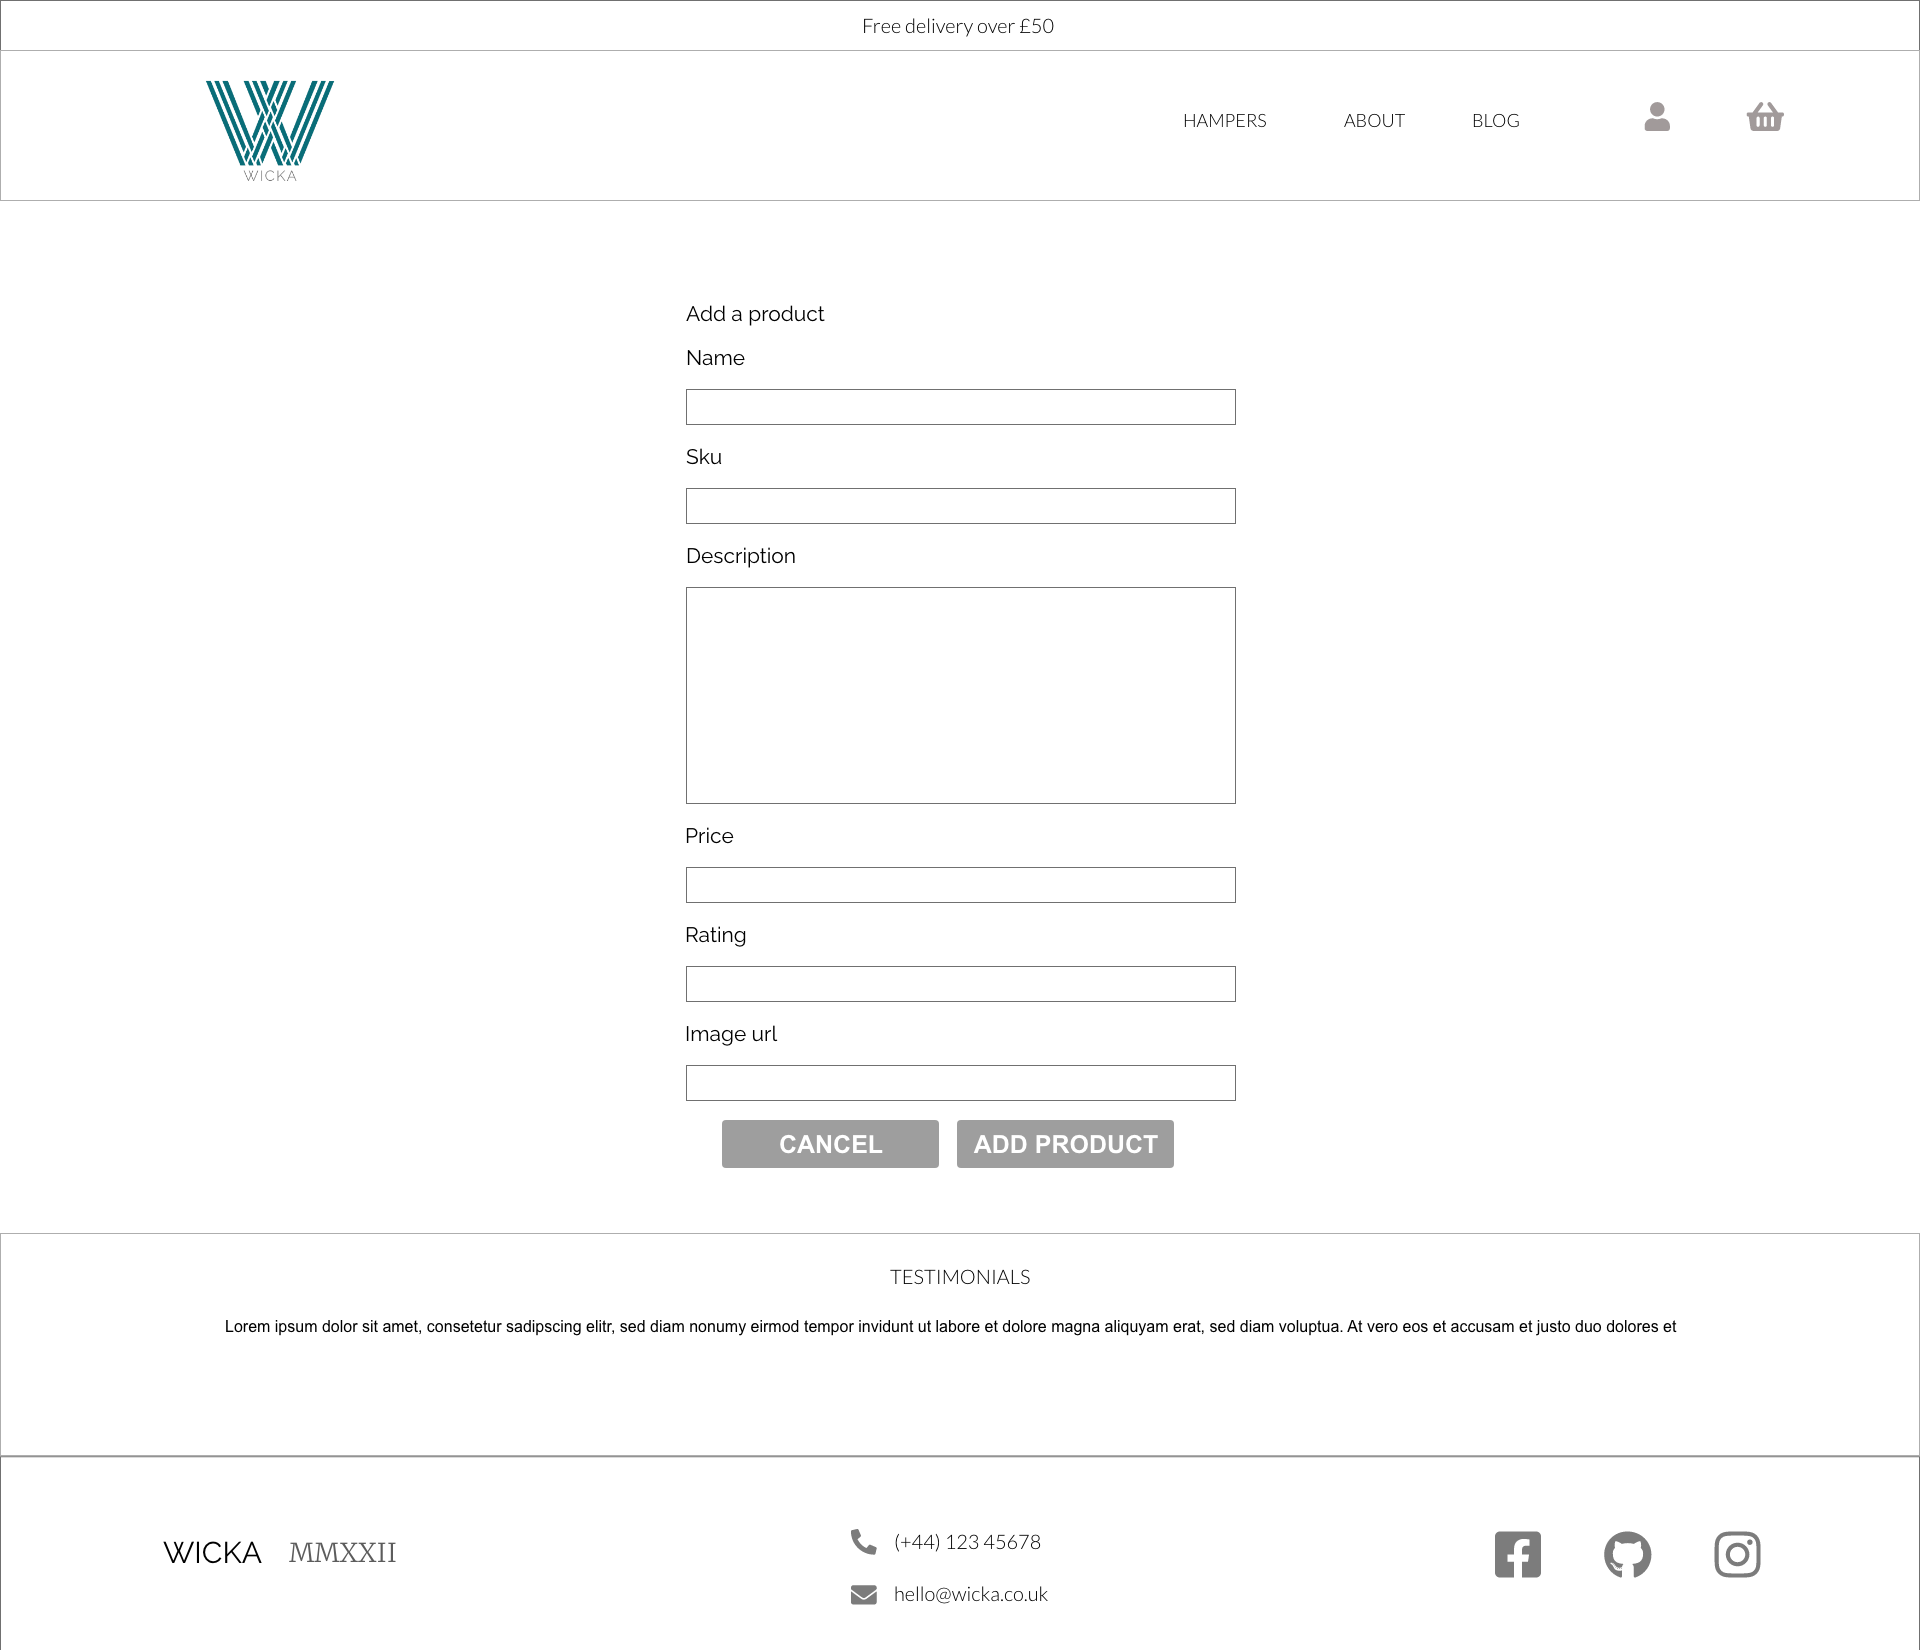 Free delivery over £50
WICKA
HAMPERS
ABOUT
BLOG
Add a product
Name
Sku
Description
Price
Rating
Image url
CANCEL
ADD PRODUCT
TESTIMONIALS
Lorem ipsum dolor sit amet, consetetur sadipscing elitr, sed diam nonumy eirmod tempor invidunt ut labore et dolore magna aliquyam erat, sed diam voluptua. At vero eos et accusam et justo duo dolores et
WICKA MMXXII
(+44) 123 45678
hello@wicka.co.uk